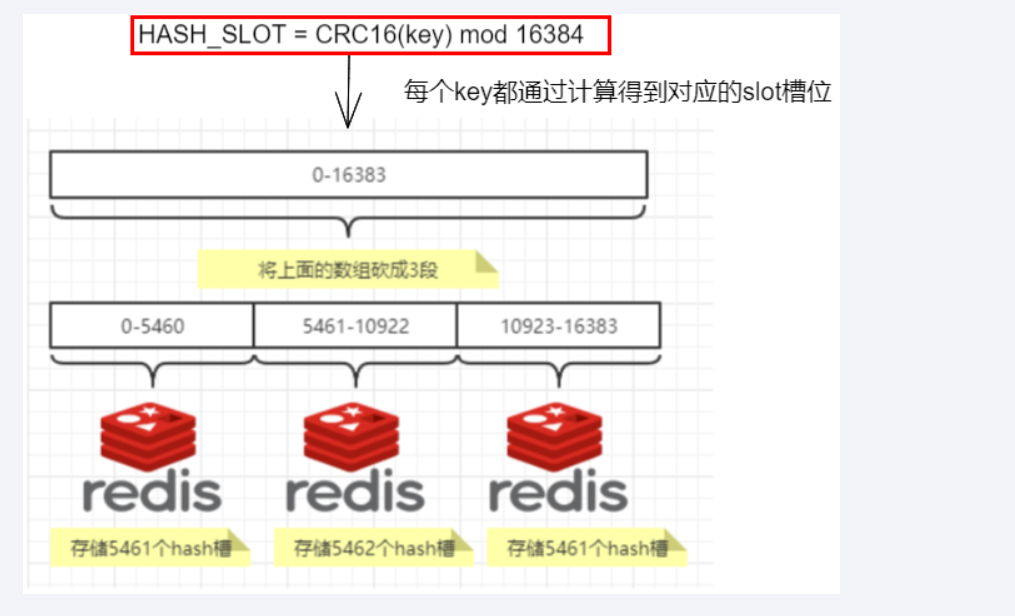 HASH_SLOT = CRC16(key) mod 16384
每个key都通过计算得到对应的slot槽位
0-16383
将上面的数组砍成3段
0-5460 5461-10922 10923-16383
redis redis redis
存储5461个hash槽 存储5462个hash槽 存储5461个hash槽